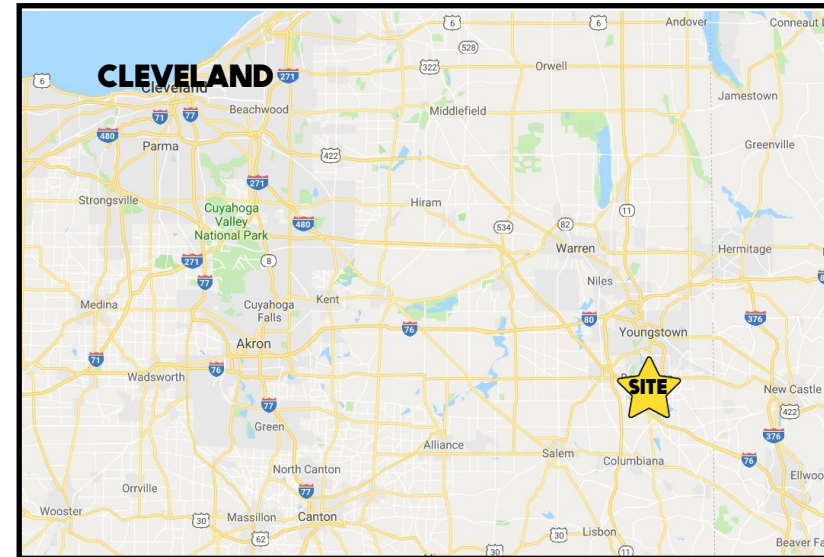 6
6
Andover
Conneaut L
528
322
Orwell
CLEVELAND
Cleveland
271
6
Jamestown
Beachwood
Middlefield
71
77
480
Parma
Greenville
422
271
Strongsville
Hiram
Cuyahoga
Valley
National Park
11
480
534
82
Warren
Hermitage
271
8
77
Niles
Medina
Cuyahoga
Falls
Kent
80
376
76
Youngstown
Akron
71
76
Wadsworth
SITE
New Castle
77
422
Green
376
Alliance
Salem
Columbiana
76
North Canton
Ellwoo
77
Orrville
Wooster
30
Massillon
Canton
30
Lisbon
62
30
11
Beaver Fa